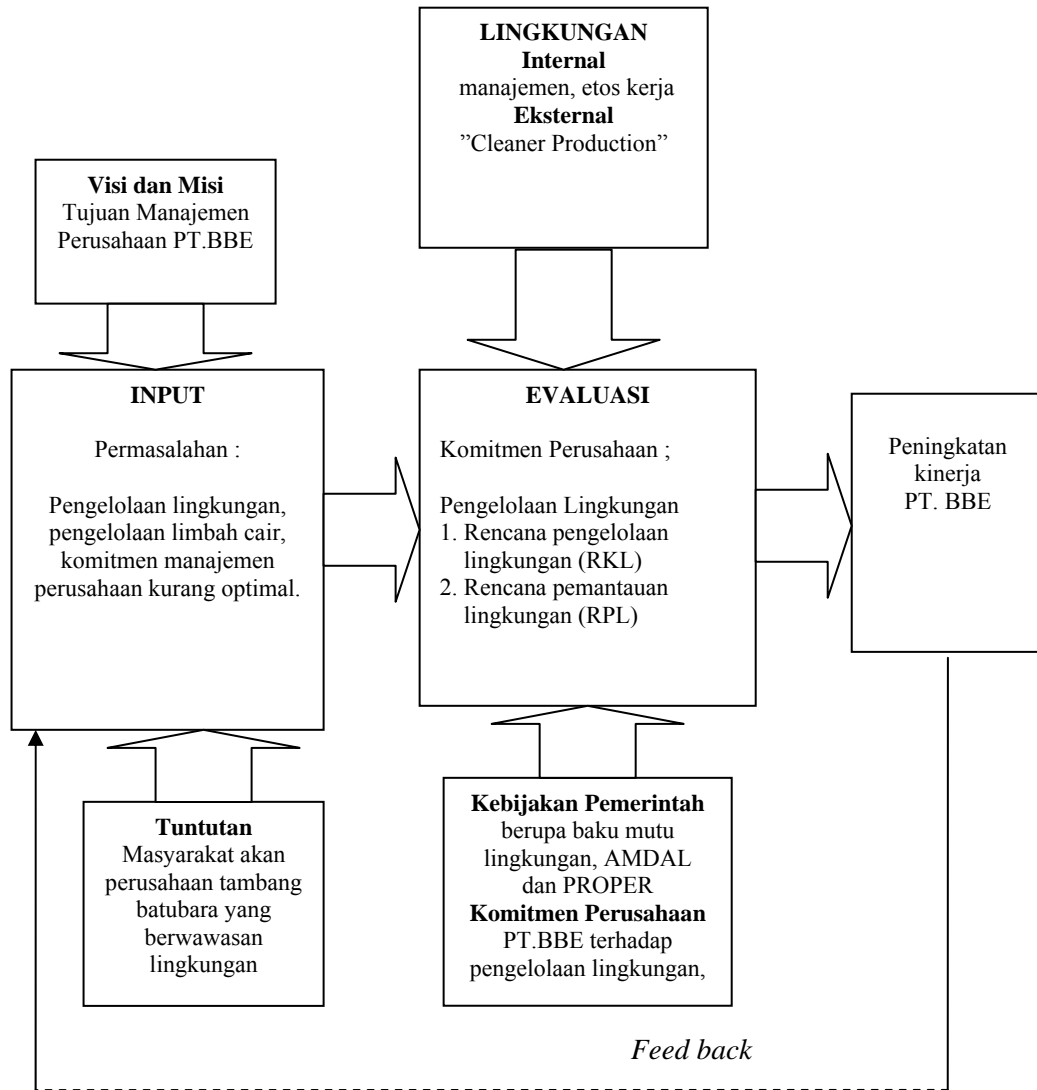 LINGKUNGAN
Internal
manajemen, etos kerja
Eksternal
”Cleaner Production”
Visi dan Misi
Tujuan Manajemen
Perusahaan PT.BBE
INPUT
Permasalahan :
Pengelolaan lingkungan,
pengelolaan limbah cair,
komitmen manajemen
perusahaan kurang optimal.
EVALUASI
Komitmen Perusahaan ;
Pengelolaan Lingkungan
1. Rencana pengelolaan
lingkungan (RKL)
2. Rencana pemantauan
lingkungan (RPL)
Peningkatan
kinerja
PT. BBE
Tuntutan
Masyarakat akan
perusahaan tambang
batubara yang
berwawasan
lingkungan
Kebijakan Pemerintah
berupa baku mutu
lingkungan, AMDAL
dan PROPER
Komitmen Perusahaan
PT.BBE terhadap
pengelolaan lingkungan,
Feed back